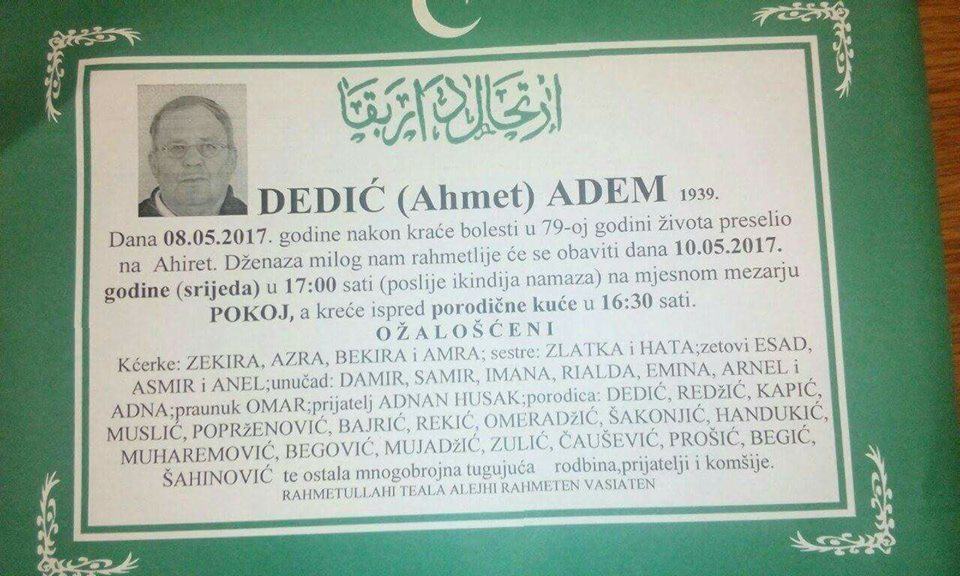 ارتحال دار بقا
DEDIĆ (Ahmet) ADEM 1939.
Dana 08.05.2017. godine nakon kraće bolesti u 79-oj godini života preselio
na Ahiret. Dženaza milog nam rahmetlije će se obaviti dana 10.05.2017.
godine (srijeda) u 17:00 sati (poslije ikindija namaza) na mjesnom mezarju
POKOJ, a kreće ispred porodične kuće u 16:30 sati.
OŽALOŠĆENI
Kćerke: ZEKIRA, AZRA, BEKIRA i AMRA; sestre: ZLATKA i HATA;zetovi ESAD,
ASMIR i ANEL;unučad: DAMIR, SAMIR, IMANA, RIALDA, EMINA, ARNEL i
ADNA;praunuk OMAR;prijatelj ADNAN HUSAK;porodica: DEDIĆ, REDžIĆ, KAPIĆ,
MUSLIĆ, POPRžENOVIĆ, BAJRIĆ, REKIĆ, OMERADžIĆ, ŠAKONJIĆ, HANDUKIĆ,
MUHAREMOVIĆ, BEGOVIĆ, MUJADžIĆ, ZULIĆ, ČAUŠEVIĆ, PROŠIĆ, BEGIĆ,
ŠAHINOVIĆ te ostala mnogobrojna tugujuća rodbina,prijatelji i komšije.
RAHMETULLAHI TEALA ALEJHI RAHMETEN VASIATEN